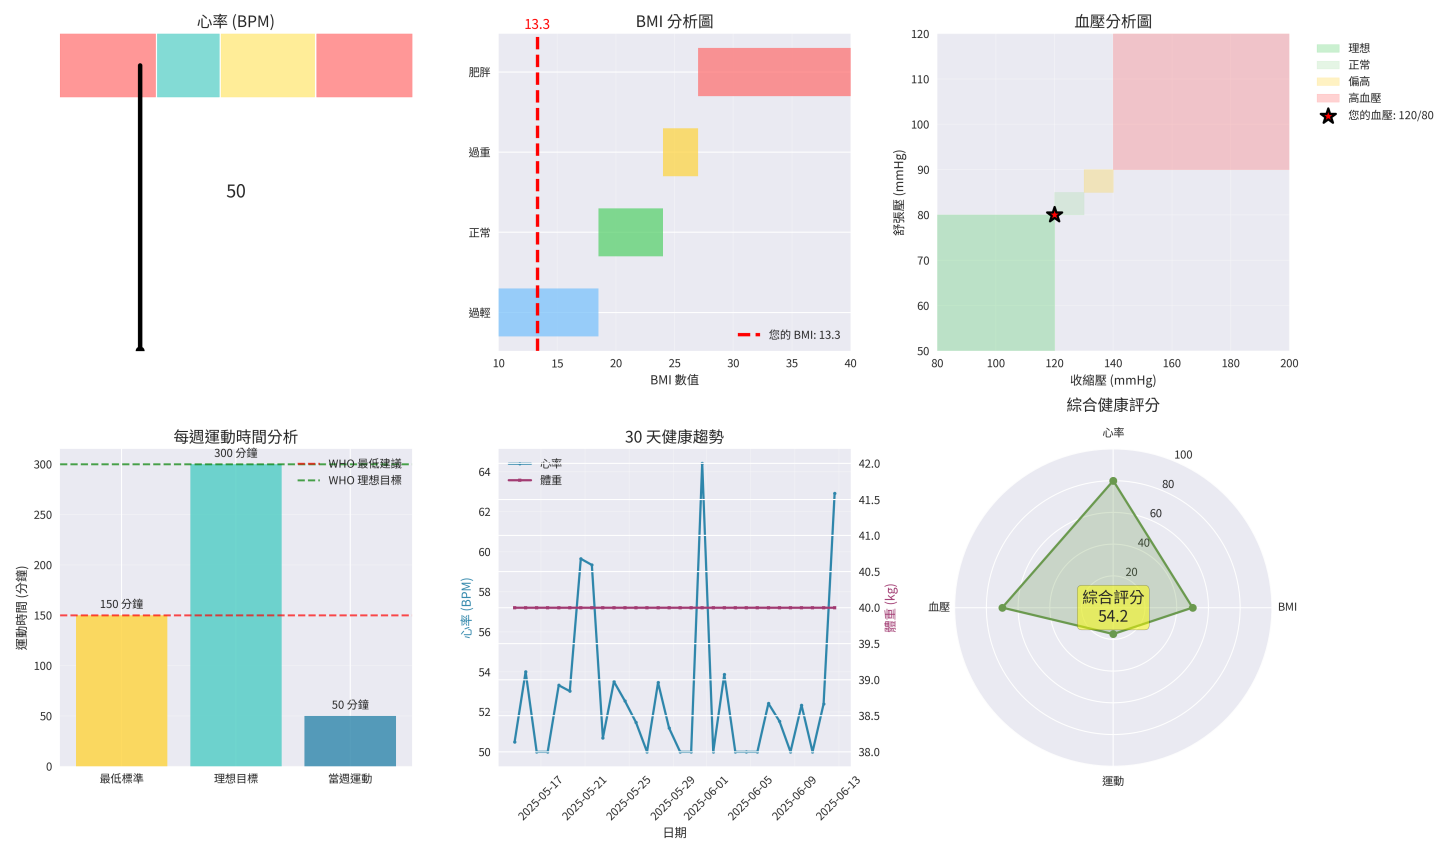 心率 (BPM)
50
13.3
BMI 分析圖
肥胖
過重
正常
過輕
您的 BMI: 13.3
10 15 20 25 30 35 40
BMI 數值
血壓分析圖
120
110
100
90
80
70
60
50
舒張壓 (mmHg)
80 100 120 140 160 180 200
收縮壓 (mmHg)
理想
正常
偏高
高血壓
您的血壓: 120/80
每週運動時間分析
300 分鐘
WHO 最低建議
WHO 理想目標
150 分鐘
50 分鐘
300
250
200
150
100
50
0
運動時間 (分鐘)
最低標準 理想目標 當週運動
30 天健康趨勢
心率
體重
64
62
60
58
56
54
52
50
心率 (BPM)
42.0
41.5
41.0
40.5
40.0
39.5
39.0
38.5
38.0
體重 (kg)
2025-05-17 2025-05-21 2025-05-25 2025-05-29 2025-06-01 2025-06-05 2025-06-09 2025-06-13
日期
綜合健康評分
心率
100
80
60
40
20
血壓
BMI
綜合評分
54.2
運動